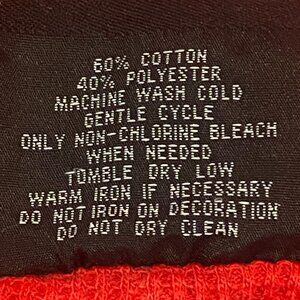 60% COTTON
40% POLYESTER
MACHINE WASH COLD
GENTLE CYCLE
ONLY NON-CHLORINE BLEACH
WHEN NEEDED
TOMBLE DRY LOW
WARM IRON IF NECESSARY
DO NOT IRON ON DECORATION
DO NOT DRY CLEAN